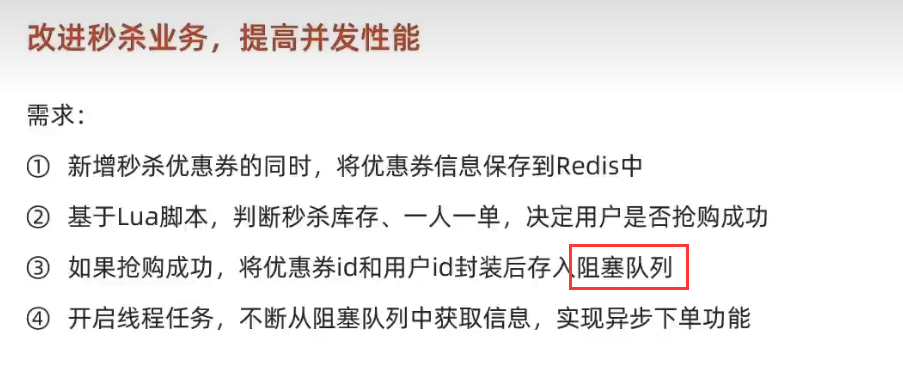 改进秒杀业务，提高并发性能
需求：
① 新增秒杀优惠券的同时，将优惠券信息保存到Redis中
② 基于Lua脚本，判断秒杀库存、一人一单，决定用户是否抢购成功
③ 如果抢购成功，将优惠券id和用户id封装后存入阻塞队列
④ 开启线程任务，不断从阻塞队列中获取信息，实现异步下单功能